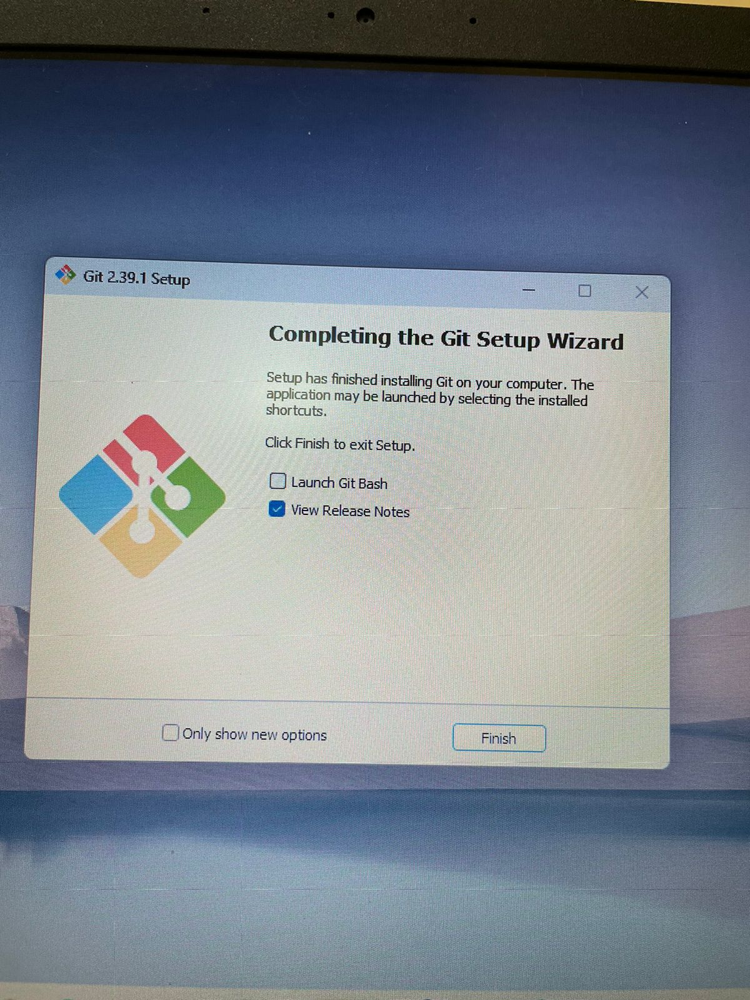 Git 2.39.1 Setup
Completing the Git Setup Wizard
Setup has finished installing Git on your computer. The
application may be launched by selecting the installed
shortcuts.
Click Finish to exit Setup.
Launch Git Bash
View Release Notes
Only show new options
Finish